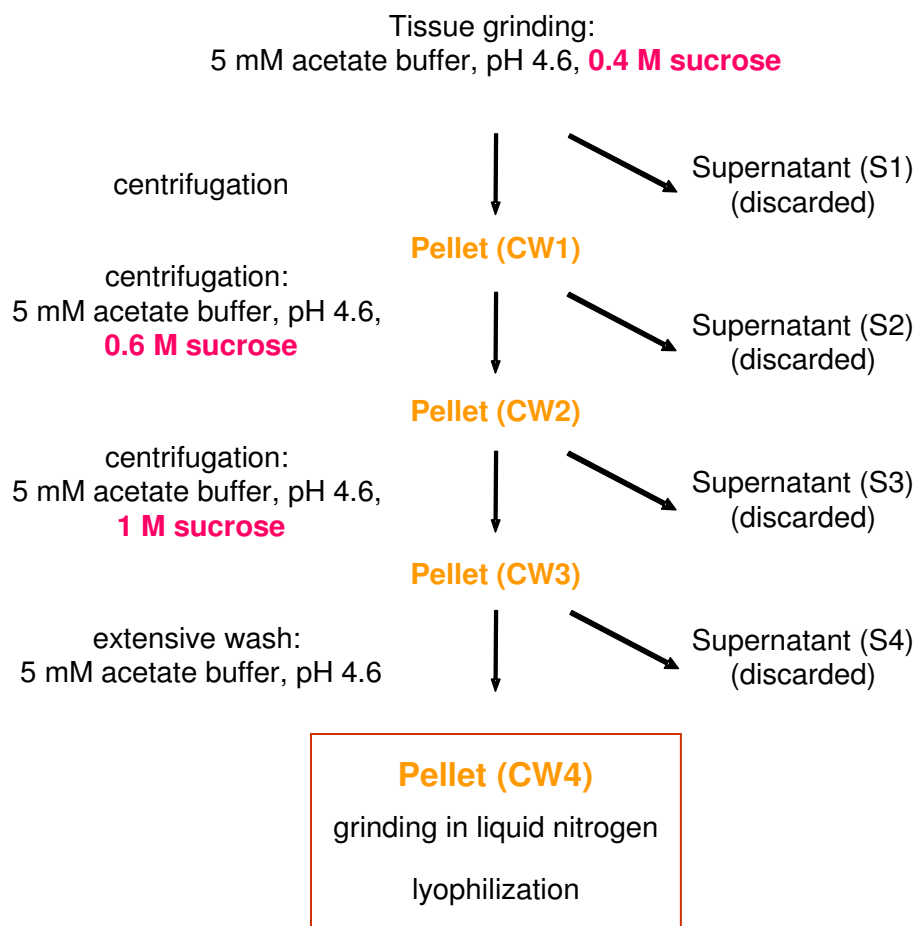 Tissue grinding:
5 mM acetate buffer, pH 4.6, 0.4 M sucrose
centrifugation
Supernatant (S1)
(discarded)
Pellet (CW1)
centrifugation:
5 mM acetate buffer, pH 4.6,
0.6 M sucrose
Supernatant (S2)
(discarded)
Pellet (CW2)
centrifugation:
5 mM acetate buffer, pH 4.6,
1 M sucrose
Supernatant (S3)
(discarded)
Pellet (CW3)
extensive wash:
5 mM acetate buffer, pH 4.6
Supernatant (S4)
(discarded)
Pellet (CW4)
grinding in liquid nitrogen
lyophilization